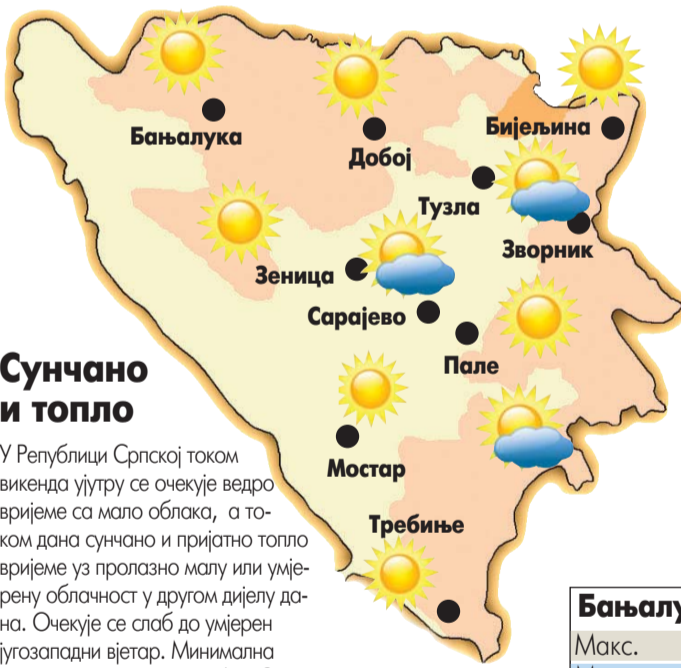 Бањалука
Добој
Бијељина
Тузла
Зворник
Зеница
Сарајево
Пале
Мостар
Требиње
Сунчано
и топло
У Републици Српској током
викенда ујутру се очекује ведро
вријеме са мало облака, а то-
ком дана сунчано и пријатно топло
вријеме уз пролазно малу или умје-
рену облачност у другом дијелу да-
на. Очекује се слаб до умјерен
југозападни вјетар. Минимална
Макс.